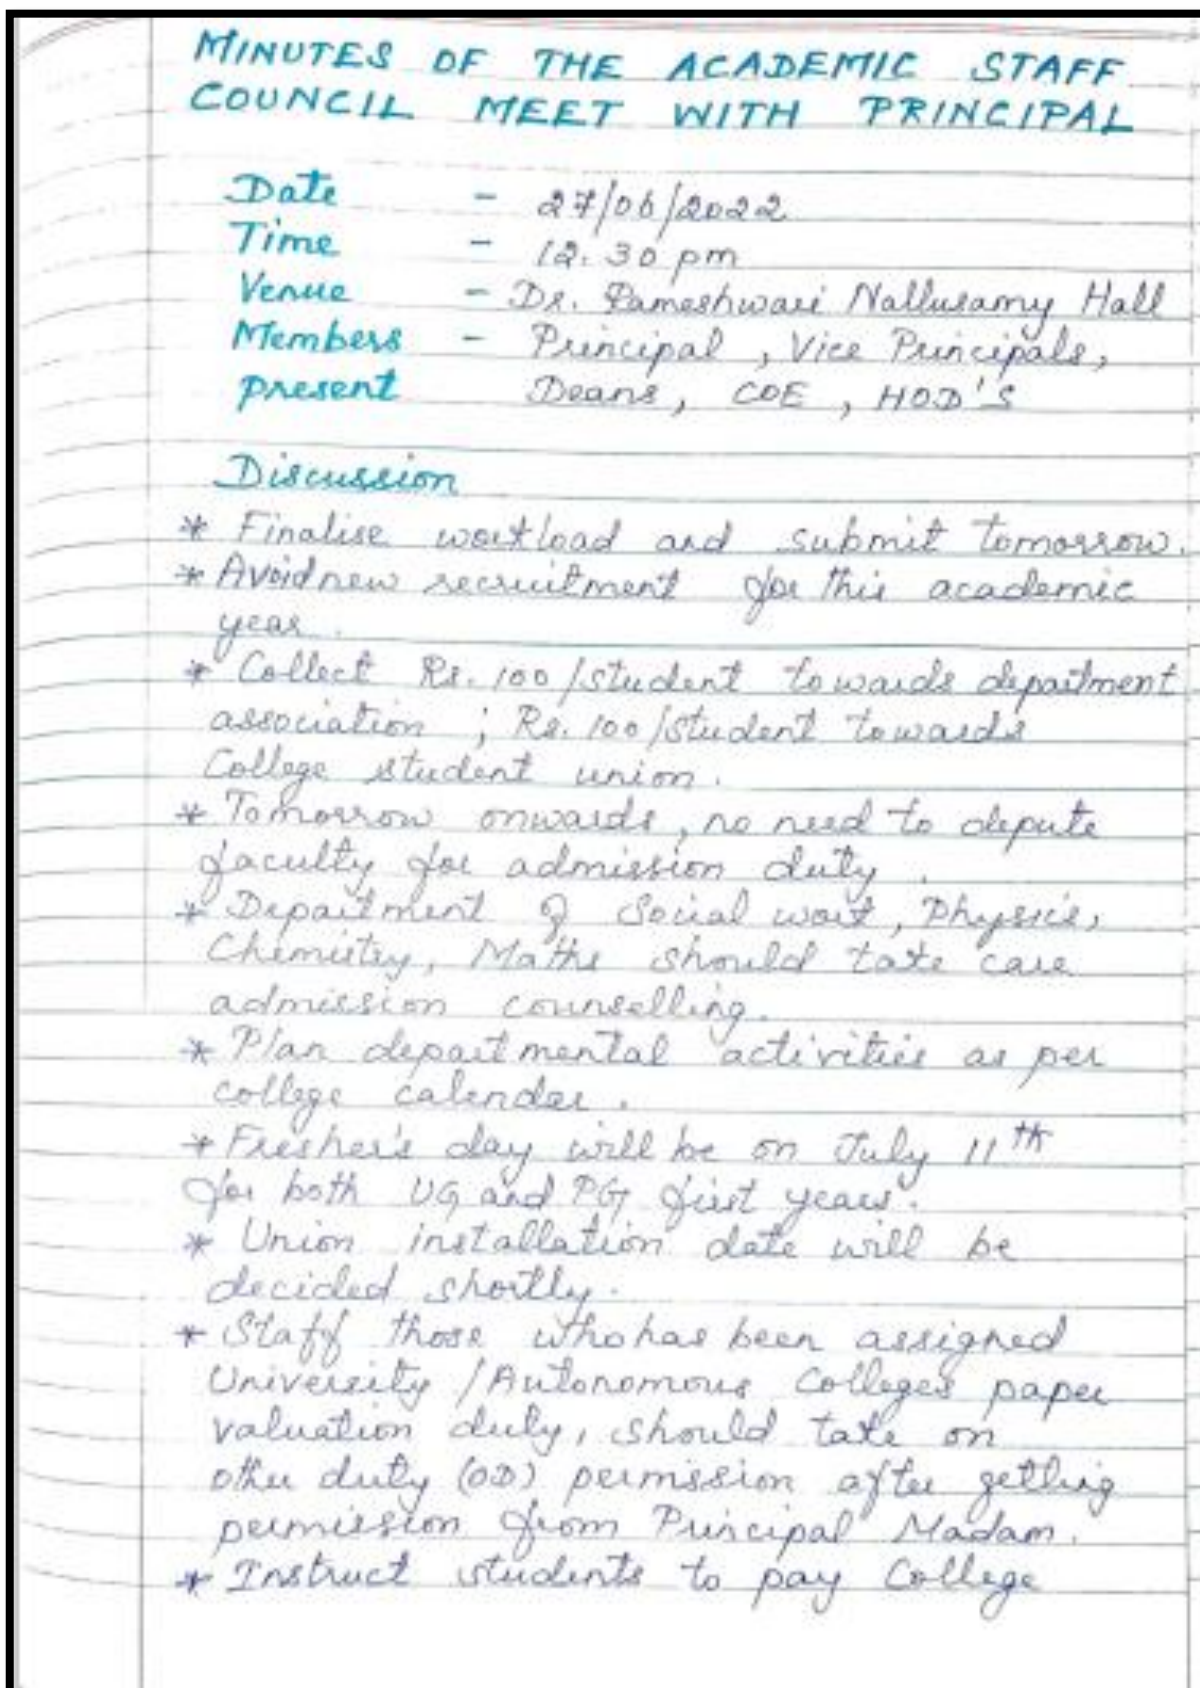 MINUTES OF THE ACADEMIC STAFF
COUNCIL MEET WITH PRINCIPAL
Date - 27/06/2022
Time - 12.30 pm
Venue - Dr. Rameshwari Nallusamy Hall
Members - Principal, Vice Principals,
present Deans, COE, HOD'S
Discussion
* Finalise workload and submit tomorrow.
* Avoid new recruitment for this academic
year.
* Collect Rs. 100/student towards department
association ; Rs. 100/student towards
College student union.
* Tomorrow onwards, no need to depute
faculty for admission duty.
* Department of Social work, Physics,
Chemistry, Maths should take care
admission counselling.
* Plan departmental activities as per
college calender.
* Fresher's day will be on July 11th
for both UG and PG first years.
* Union installation date will be
decided shortly.
* Staff those who has been assigned
University / Autonomous Colleges paper
valuation duty, should take on
other duty (OD) permission after getting
permission from Principal Madam.
* Instruct students to pay College